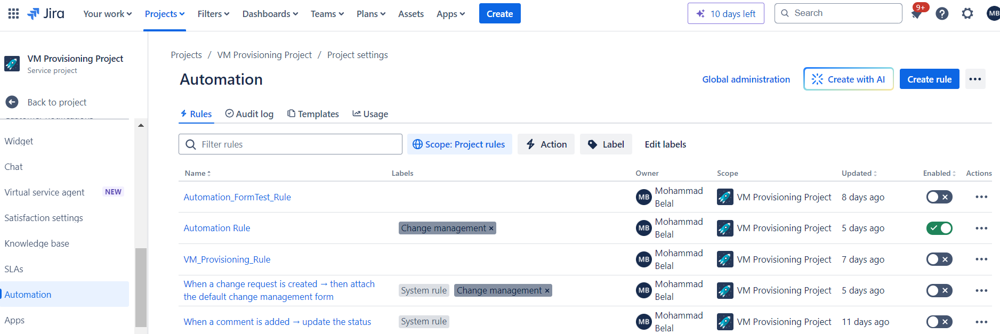 Jira Your work Projects Filters Dashboards Teams Plans Assets Apps Create 10 days left Search 9+ MB
VM Provisioning Project
Service project
Back to project
Customer notifications
Widget
Chat
Virtual service agent NEW
Satisfaction settings
Knowledge base
SLAs
Automation
Apps
Projects / VM Provisioning Project / Project settings
Automation
Global administration Create with AI Create rule
Rules Audit log Templates Usage
Filter rules Scope: Project rules Action Label Edit labels
Name Labels Owner Scope Updated Enabled Actions
Automation_FormTest_Rule MB Mohammad Belal VM Provisioning Project 8 days ago
Automation Rule Change management × MB Mohammad Belal VM Provisioning Project 5 days ago
VM_Provisioning_Rule MB Mohammad Belal VM Provisioning Project 7 days ago
When a change request is created → then attach
the default change management form System rule Change management × MB Mohammad Belal VM Provisioning Project 5 days ago
When a comment is added → update the status System rule MB Mohammad Belal VM Provisioning Project 11 days ago